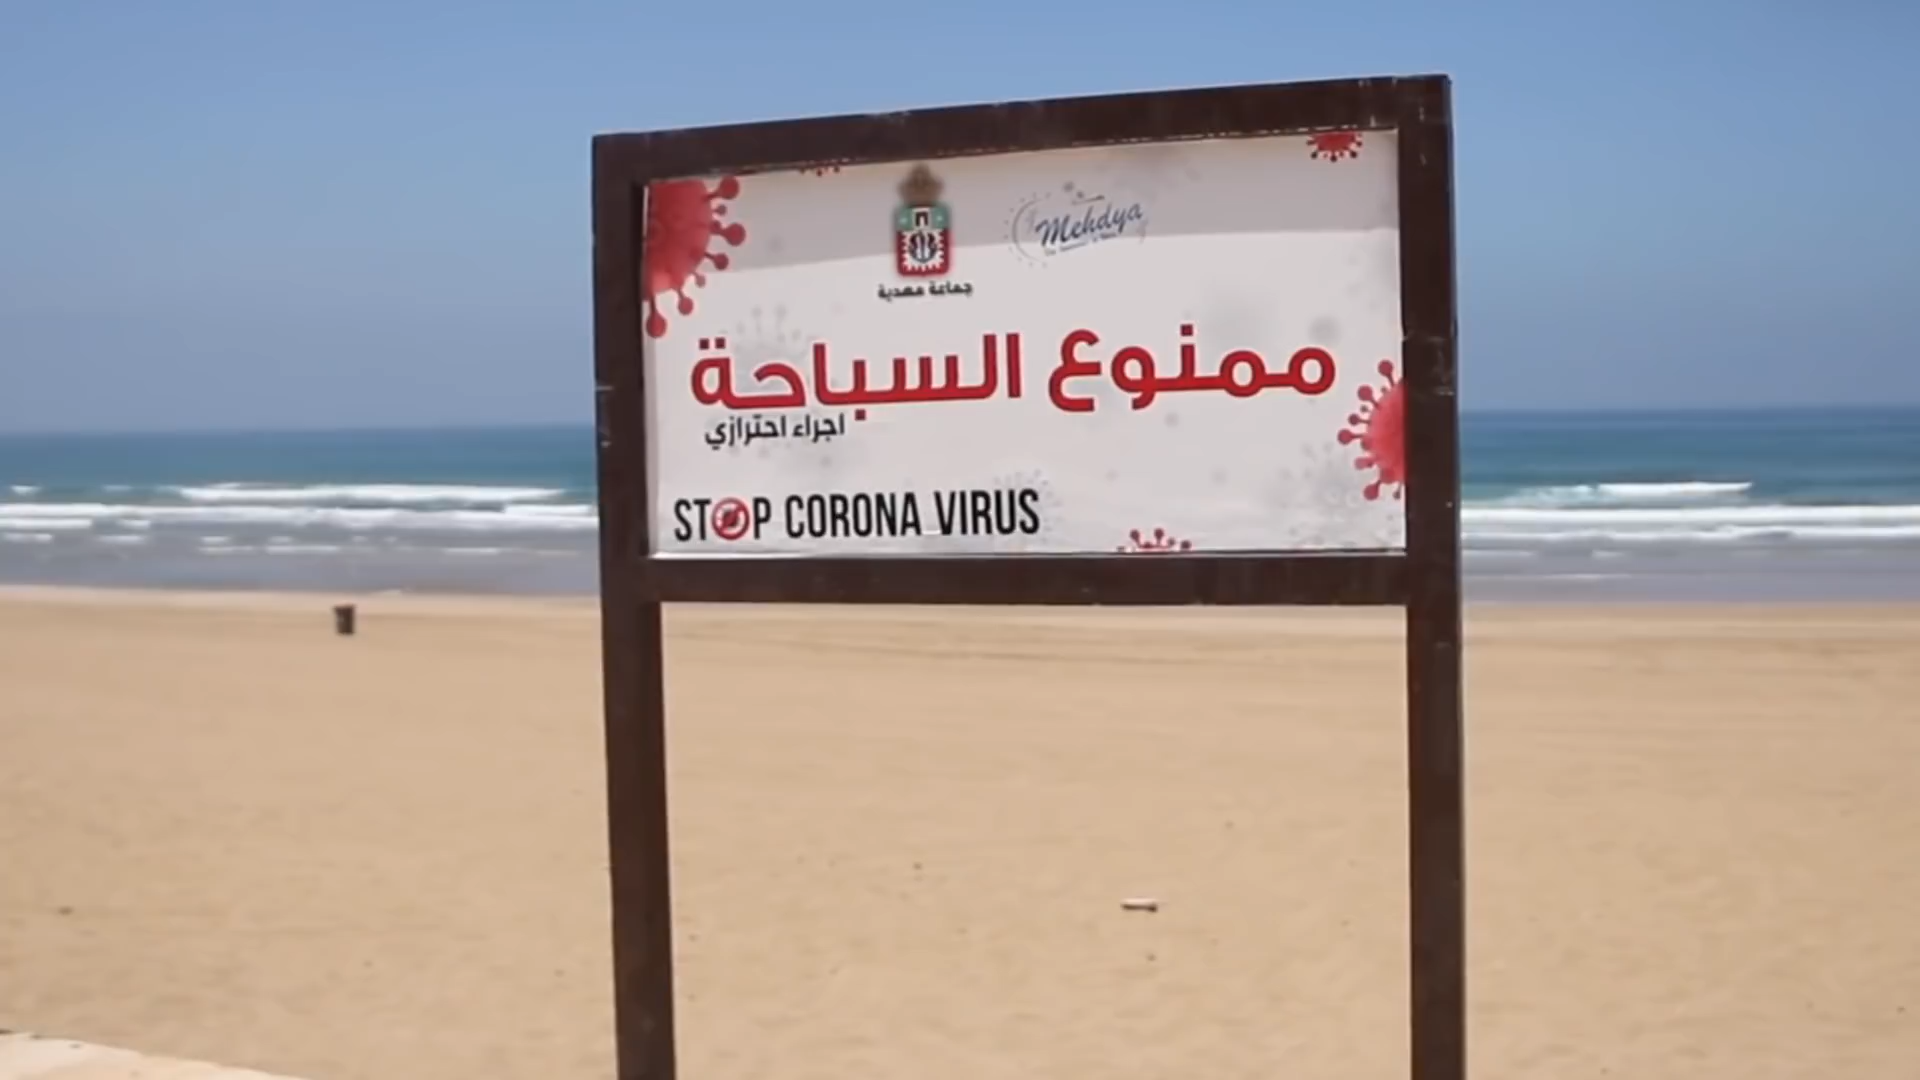 جماعة مهدية
Mehdya
ممنوع السباحة
اجراء احترازي
STOP CORONA VIRUS